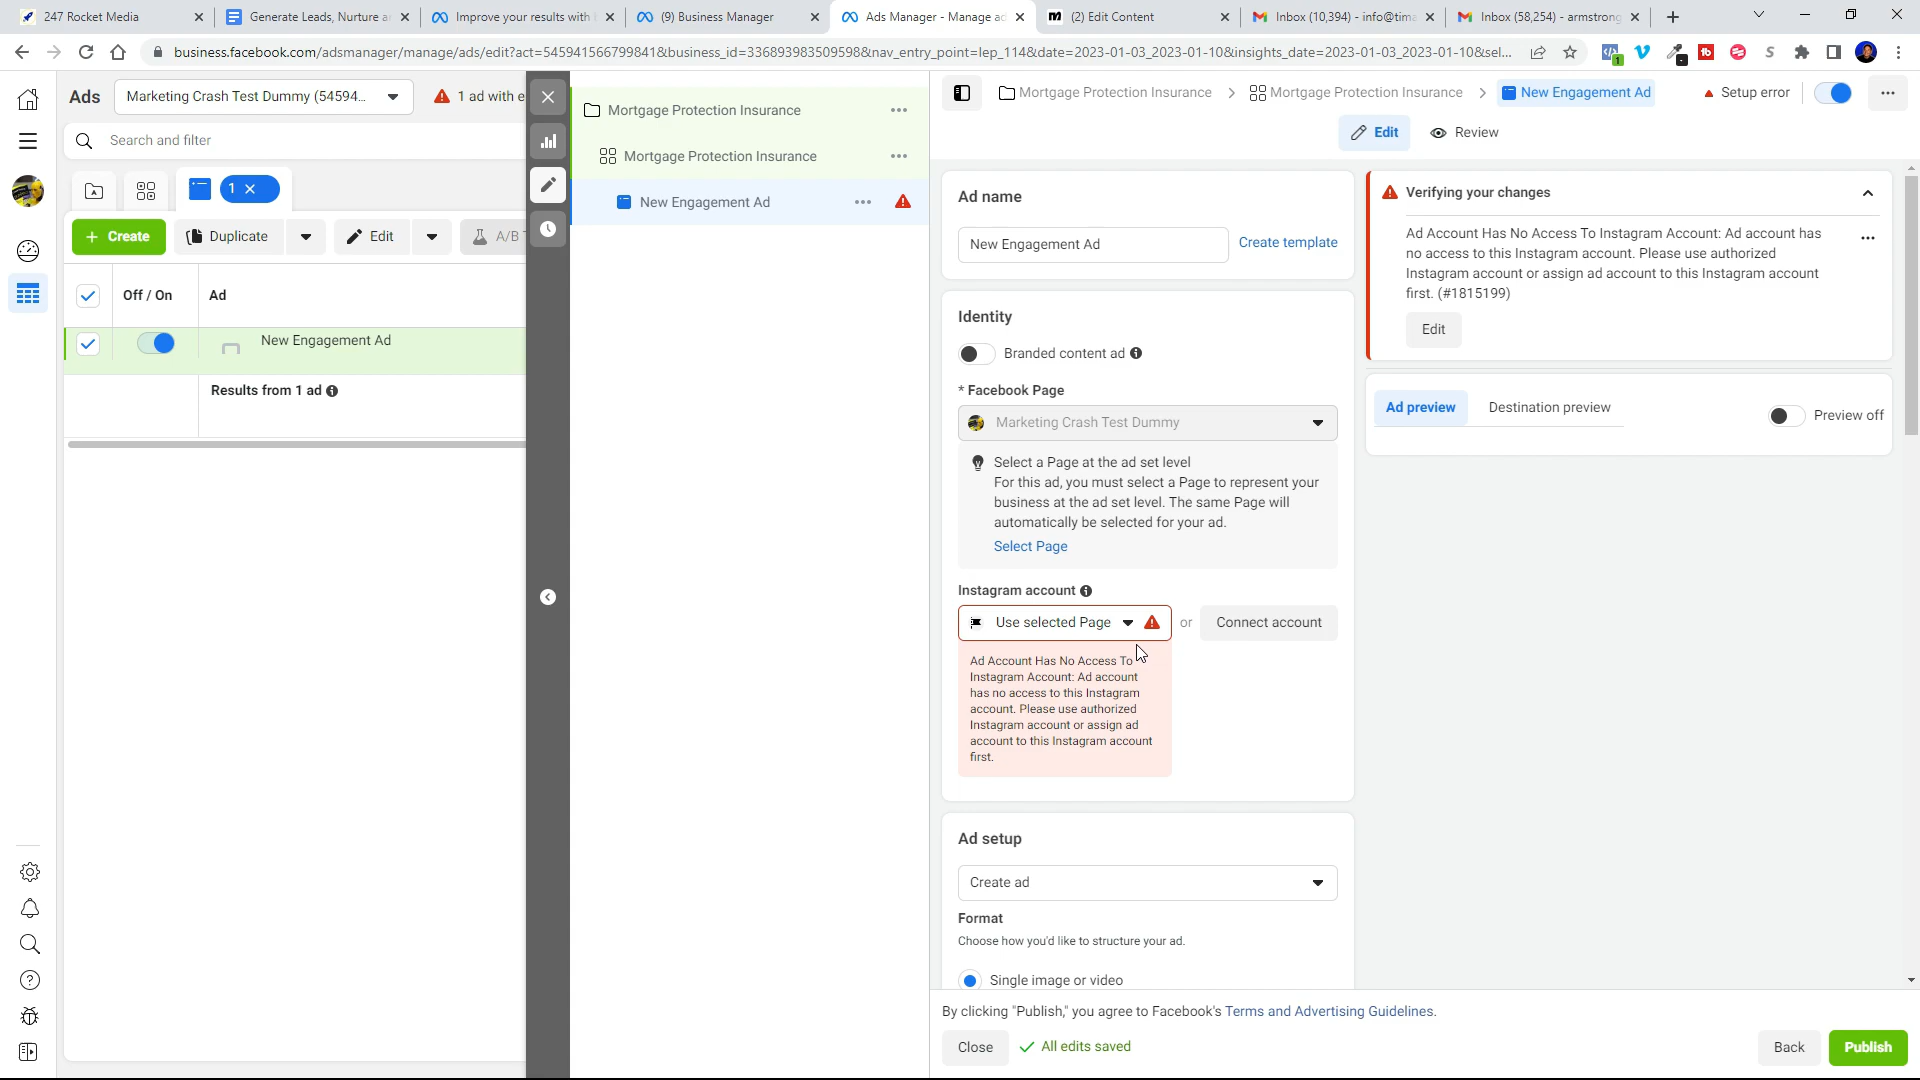 247 Rocket Media
Generate Leads, Nurture a
Improve your results with
(9) Business Manager
Ads Manager - Manage ad
(2) Edit Content
Inbox (10,394) - info@tima
Inbox (58,254) - armstrong
business.facebook.com/adsmanager/manage/ads/edit?act=545941566799841&business_id=3368939835095598&nav_entry_point=lep_114&date=2023-01-03_2023-01-10&insights_date=2023-01-03_2023-01-10&sel...
1
Ads
Marketing Crash Test Dummy (54594...
1 ad with e
Search and filter
1
Create
Duplicate
Edit
A/B T
Off / On
Ad
New Engagement Ad
Results from 1 ad
Mortgage Protection Insurance
Mortgage Protection Insurance
New Engagement Ad
Mortgage Protection Insurance
Mortgage Protection Insurance
New Engagement Ad
Setup error
Edit
Review
Ad name
New Engagement Ad
Create template
Identity
Branded content ad
* Facebook Page
Marketing Crash Test Dummy
Select a Page at the ad set level
For this ad, you must select a Page to represent your
business at the ad set level. The same Page will
automatically be selected for your ad.
Select Page
Instagram account
Use selected Page
or
Connect account
Ad Account Has No Access To
Instagram Account: Ad account
has no access to this Instagram
account. Please use authorized
Instagram account or assign ad
account to this Instagram account
first.
Ad setup
Create ad
Format
Choose how you'd like to structure your ad.
Single image or video
Verifying your changes
Ad Account Has No Access To Instagram Account: Ad account has
no access to this Instagram account. Please use authorized
Instagram account or assign ad account to this Instagram account
first. (#1815199)
Edit
Ad preview
Destination preview
Preview off
By clicking "Publish," you agree to Facebook's Terms and Advertising Guidelines.
Close
All edits saved
Back
Publish